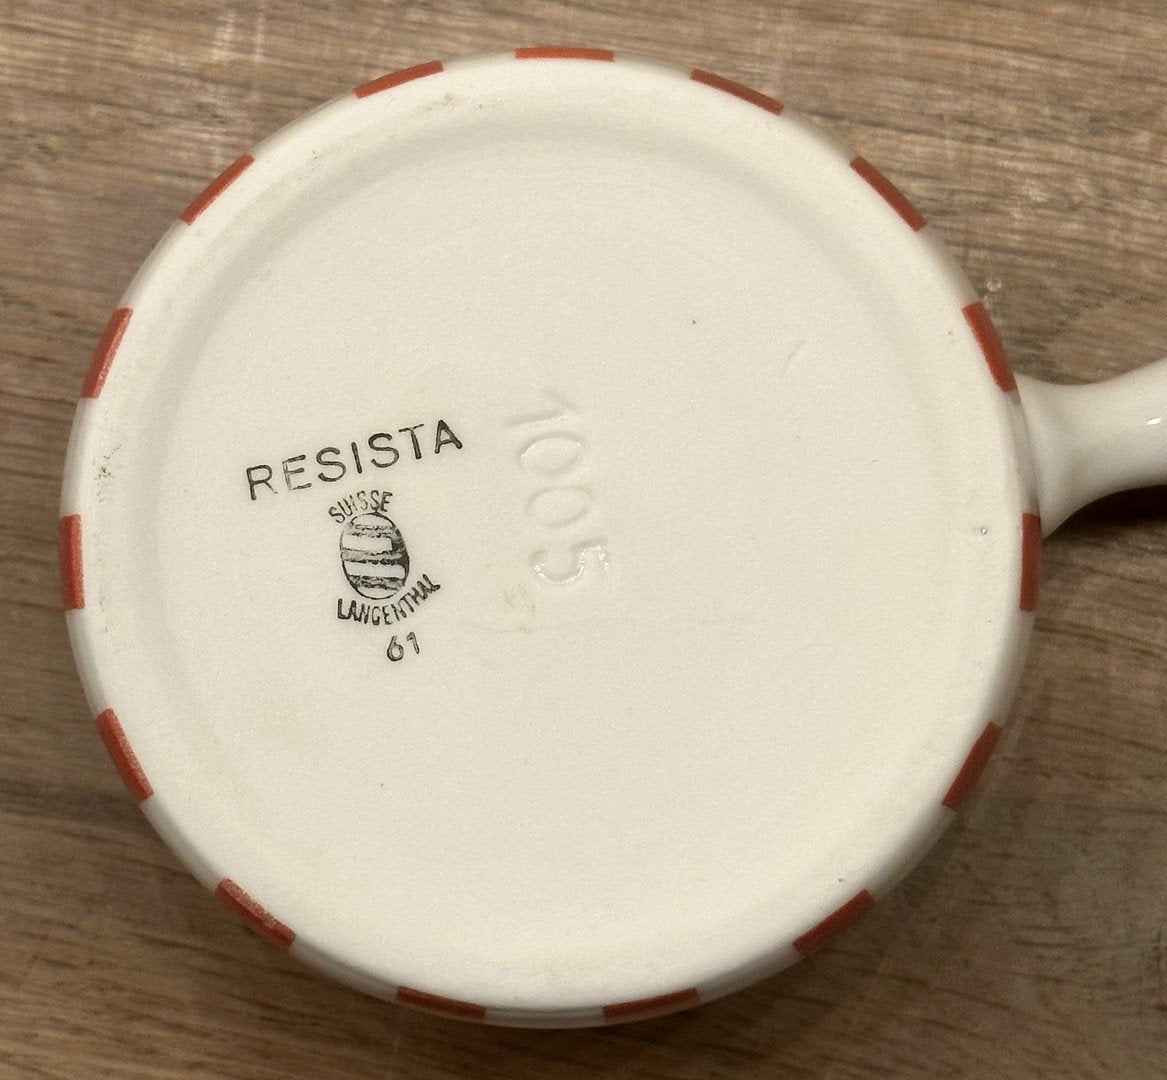 RESISTA
SUISSE
LANGENTHAL
61
1005